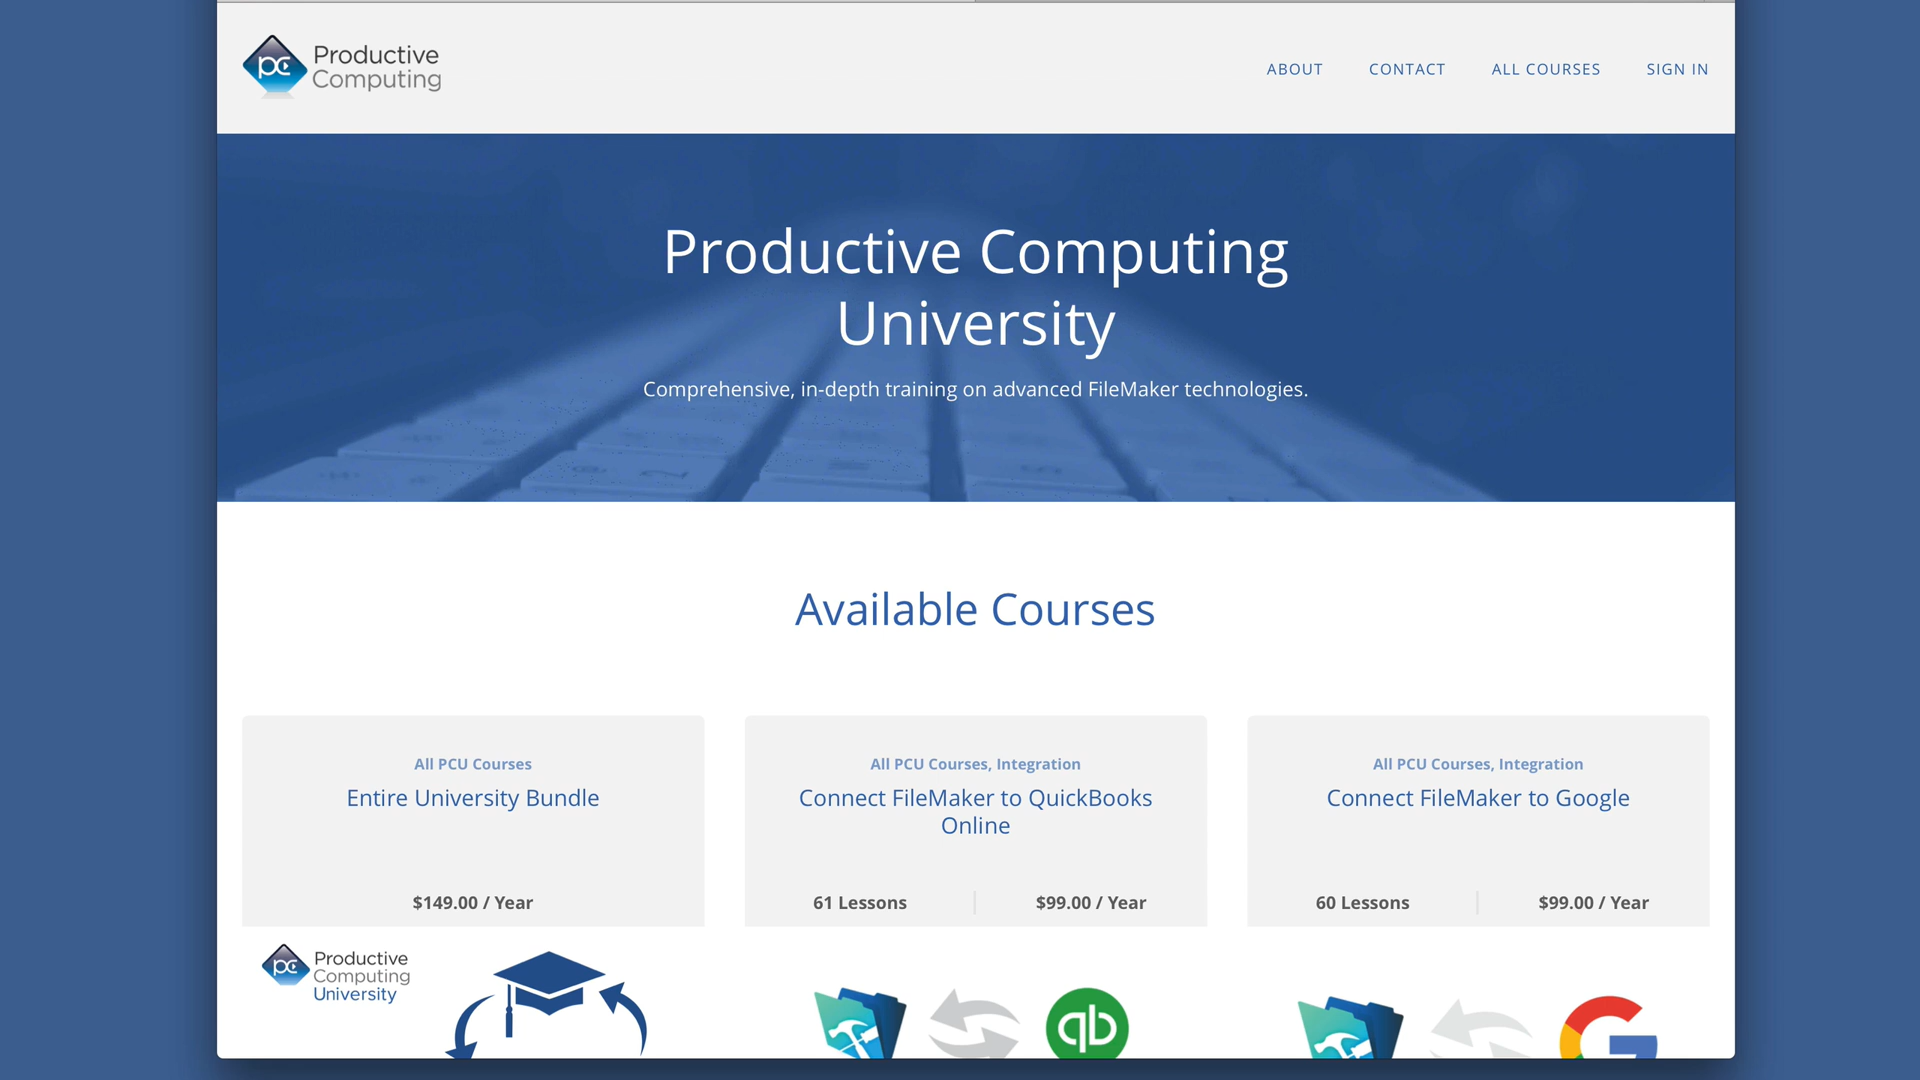 Productive
Computing
ABOUT CONTACT ALL COURSES SIGN IN
Productive Computing
University
Comprehensive, in-depth training on advanced FileMaker technologies.
Available Courses
All PCU Courses
Entire University Bundle
$149.00 / Year
All PCU Courses, Integration
Connect FileMaker to QuickBooks
Online
61 Lessons $99.00 / Year
All PCU Courses, Integration
Connect FileMaker to Google
60 Lessons $99.00 / Year
Productive
Computing
University
qb